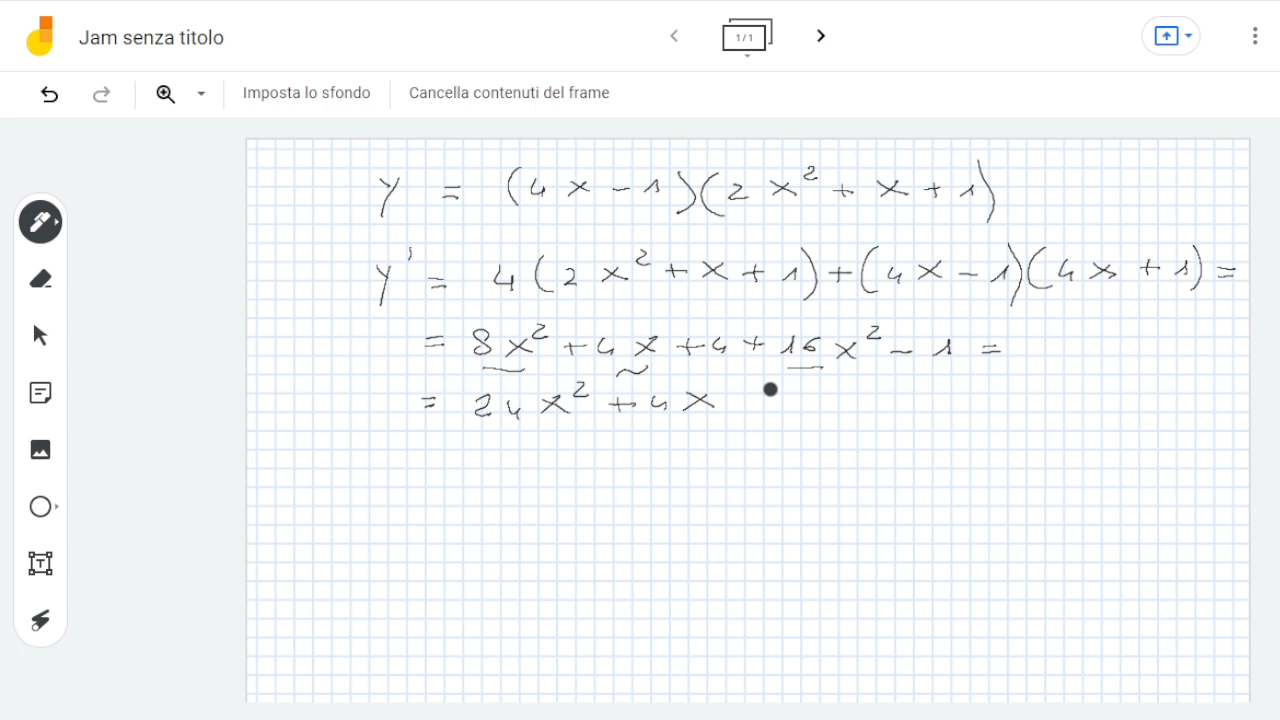 Jam senza titolo
1/1
Imposta lo sfondo
Cancella contenuti del frame
y = (4x-1)(2x²+x+1)
y' = 4(2x²+x+1)+(4x-1)(4x+1)=
= 8x²+4x+4+16x²-1=
= 24x²+4x
T